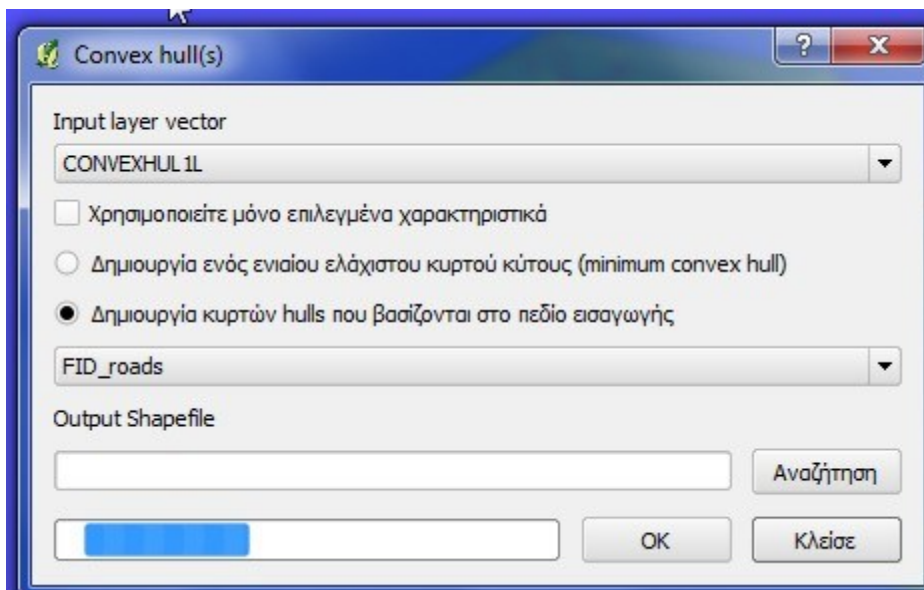 Convex hull(s)
?
Input layer vector
CONVEXHUL1L
Χρησιμοποιείτε μόνο επιλεγμένα χαρακτηριστικά
Δημιουργία ενός ενιαίου ελάχιστου κυρτού κύτους (minimum convex hull)
Δημιουργία κυρτών hulls που βασίζονται στο πεδίο εισαγωγής
FID_roads
Output Shapefile
Αναζήτηση
OK Κλείσε